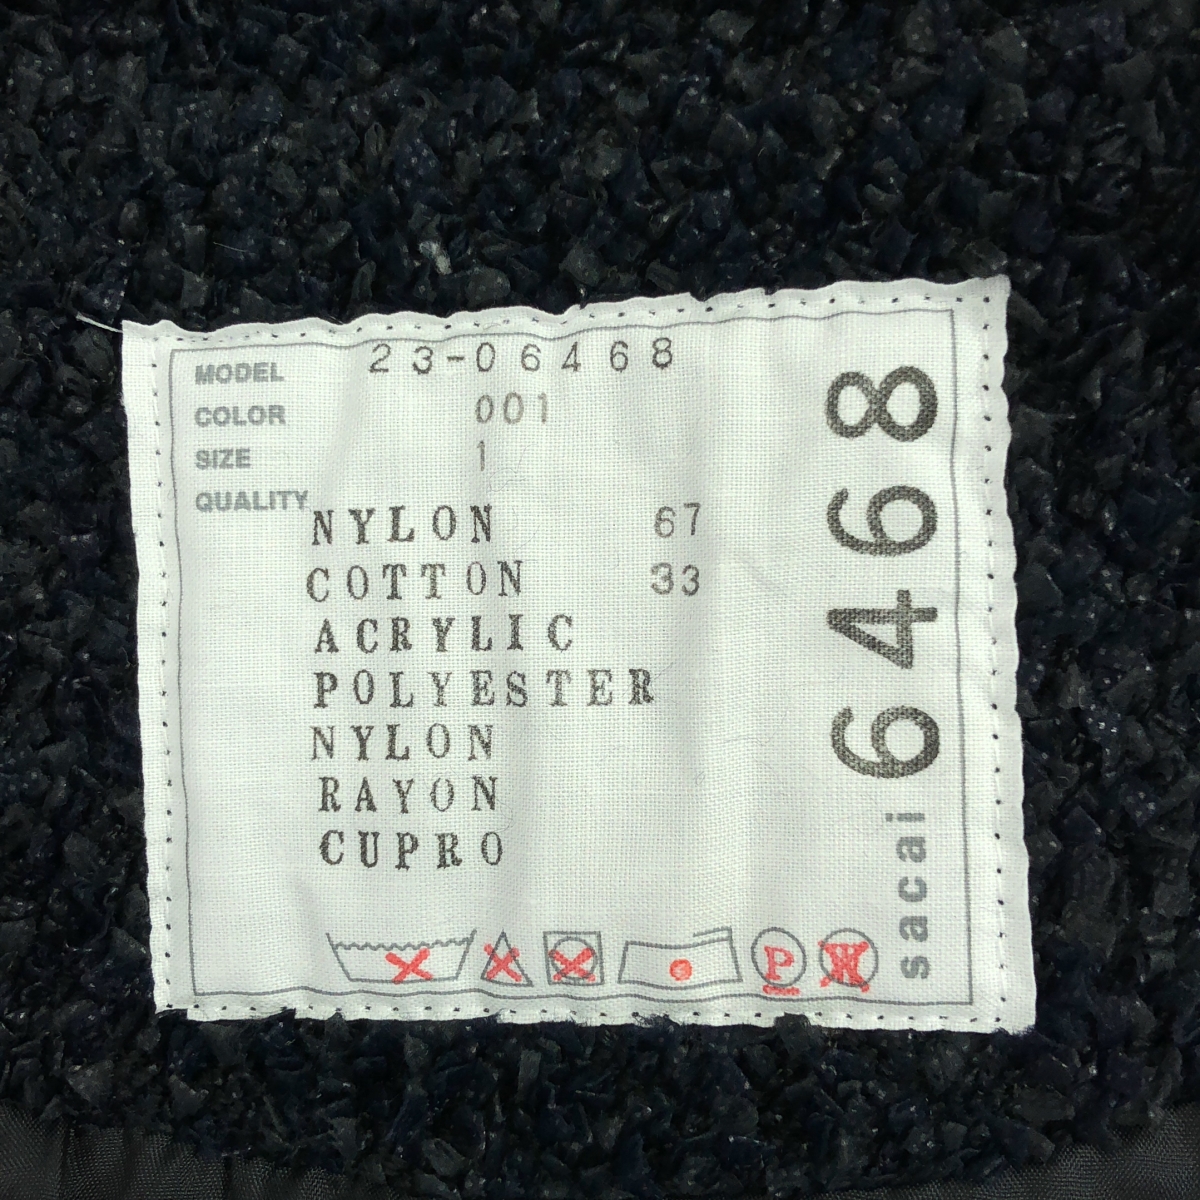 MODEL 23-06468
COLOR 001
SIZE 1
QUALITY
NYLON 67
COTTON 33
ACRYLIC
POLYESTER
NYLON
RAYON
CUPRO
P W
sacai 6468